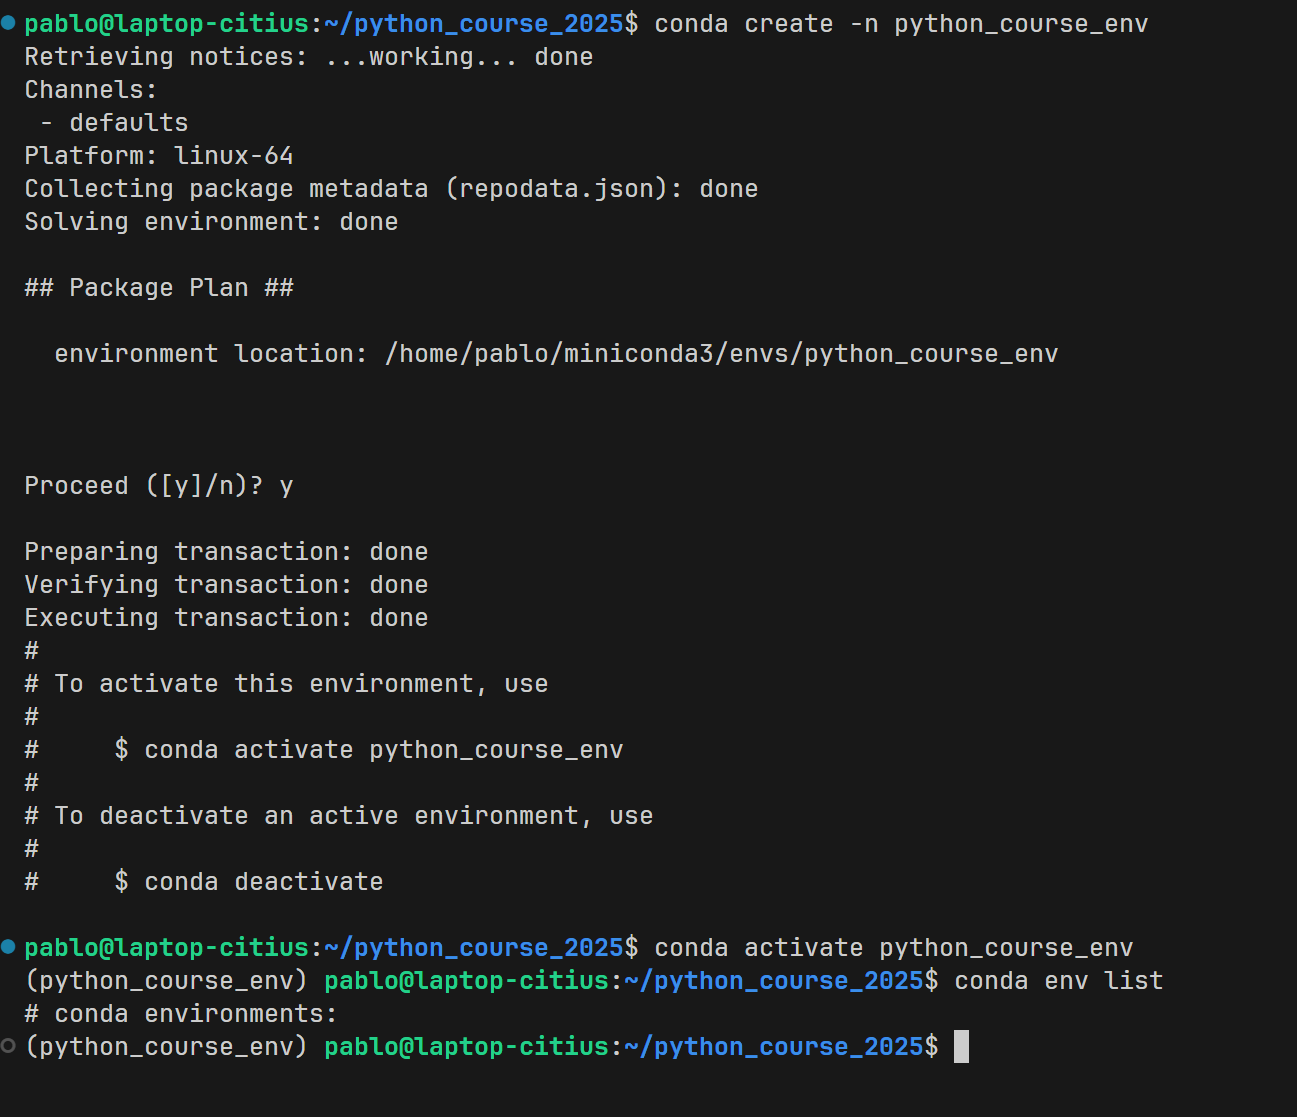 pablo@laptop-citius:~/python_course_2025$ conda create -n python_course_env
Retrieving notices: ...working... done
Channels:
 - defaults
Platform: linux-64
Collecting package metadata (repodata.json): done
Solving environment: done
## Package Plan ##
  environment location: /home/pablo/miniconda3/envs/python_course_env
Proceed ([y]/n)? y
Preparing transaction: done
Verifying transaction: done
Executing transaction: done
#
# To activate this environment, use
#
#     $ conda activate python_course_env
#
# To deactivate an active environment, use
#
#     $ conda deactivate
pablo@laptop-citius:~/python_course_2025$ conda activate python_course_env
(python_course_env) pablo@laptop-citius:~/python_course_2025$ conda env list
# conda environments:
(python_course_env) pablo@laptop-citius:~/python_course_2025$